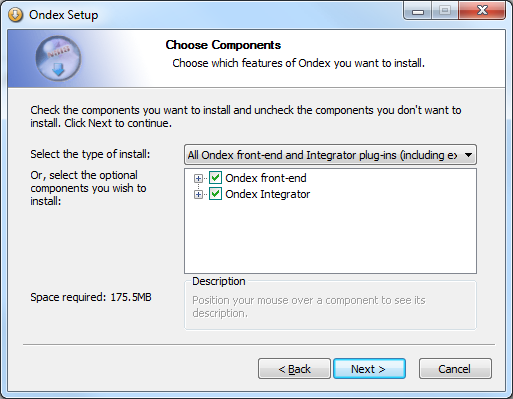 Ondex Setup
Choose Components
Choose which features of Ondex you want to install.
Check the components you want to install and uncheck the components you don't want to
install. Click Next to continue.
Select the type of install:
All Ondex front-end and Integrator plug-ins (including ex
Or, select the optional
components you wish to
install:
Ondex front-end
Ondex Integrator
Space required: 175.5MB
Description
Position your mouse over a component to see its
description.
< Back
Next >
Cancel